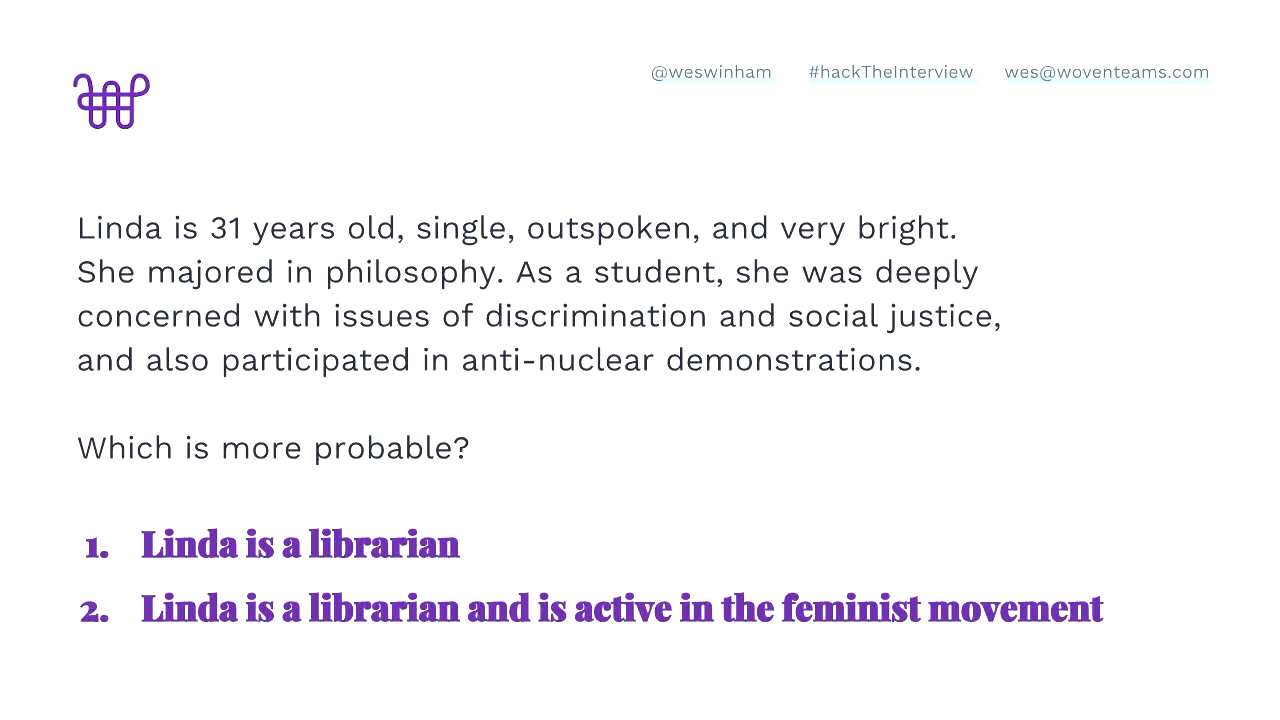 @weswinham #hackTheInterview wes@woventeams.com
Linda is 31 years old, single, outspoken, and very bright.
She majored in philosophy. As a student, she was deeply
concerned with issues of discrimination and social justice,
and also participated in anti-nuclear demonstrations.
Which is more probable?
1. Linda is a librarian
2. Linda is a librarian and is active in the feminist movement